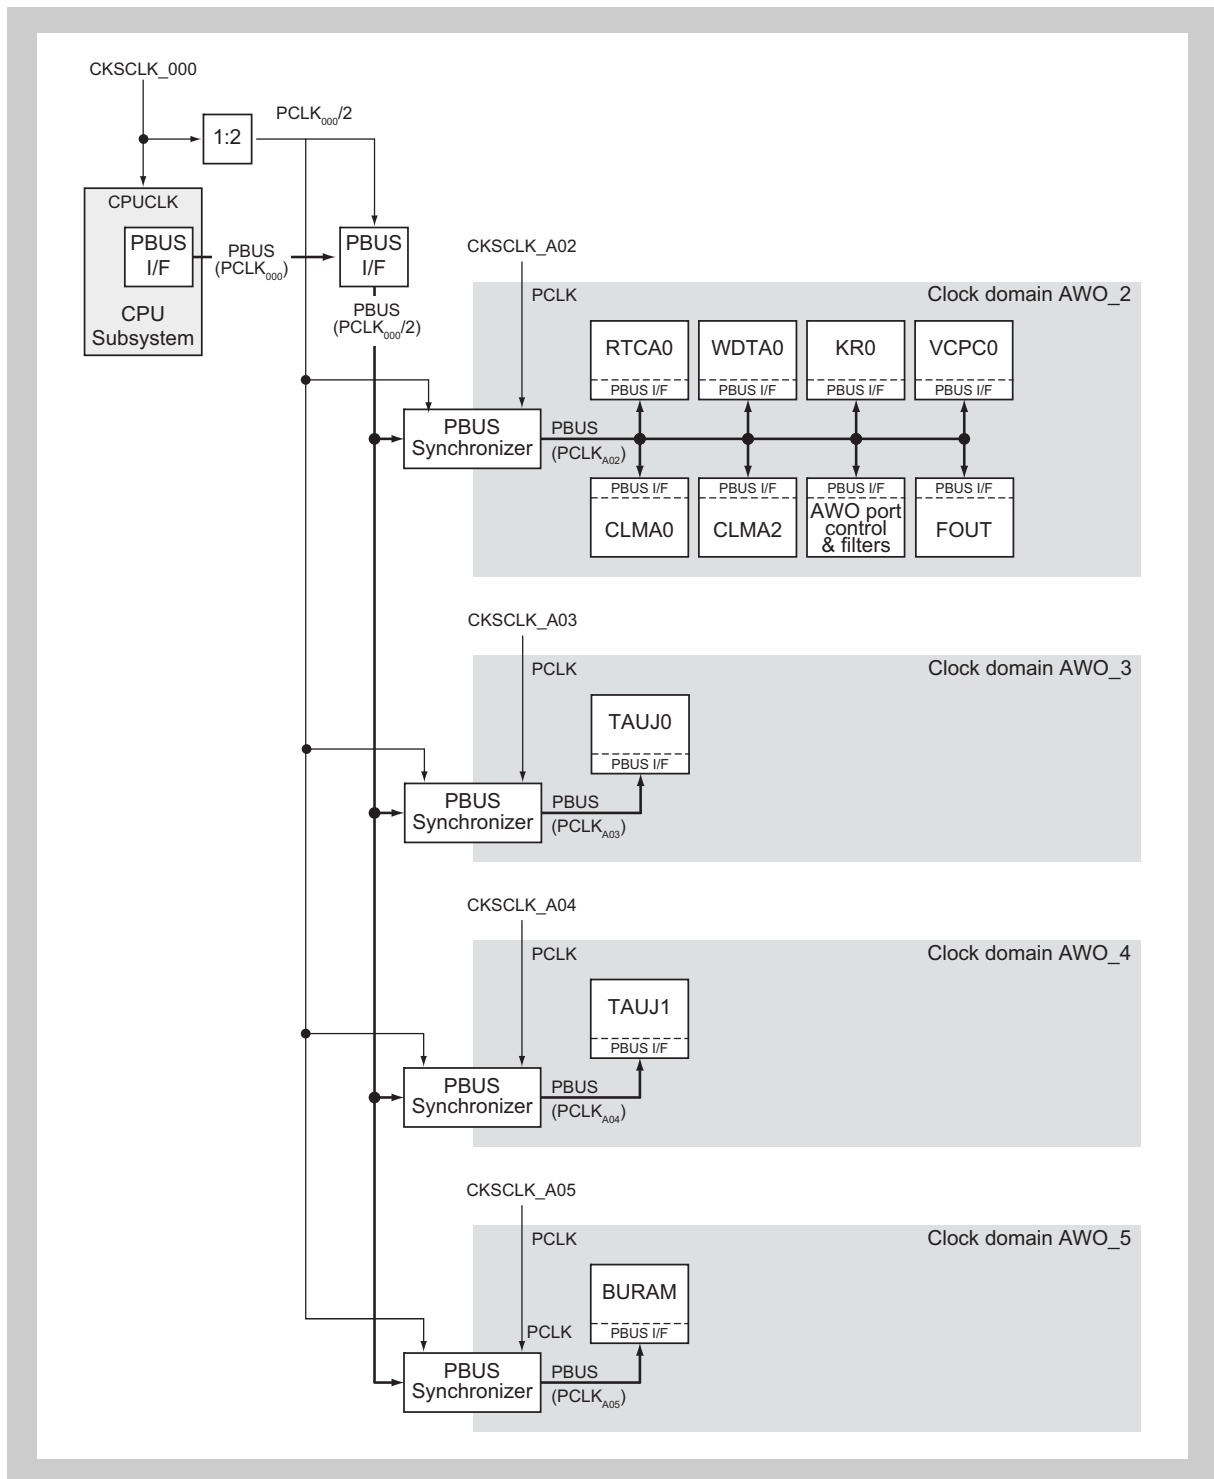 CKSCLK_000
PCLK000/2
1:2
CPUCLK
PBUS
I/F
PBUS
(PCLK000)
PBUS
I/F
CPU
Subsystem
PBUS
(PCLK000/2)
CKSCLK_A02
PCLK
Clock domain AWO_2
RTCA0
WDTA0
KR0
VCPC0
PBUS I/F
PBUS I/F
PBUS I/F
PBUS I/F
PBUS
Synchronizer
PBUS
(PCLKA02)
PBUS I/F
PBUS I/F
PBUS I/F
PBUS I/F
CLMA0
CLMA2
AWO port
control
& filters
FOUT
CKSCLK_A03
PCLK
Clock domain AWO_3
TAUJ0
PBUS I/F
PBUS
Synchronizer
PBUS
(PCLKA03)
CKSCLK_A04
PCLK
Clock domain AWO_4
TAUJ1
PBUS I/F
PBUS
Synchronizer
PBUS
(PCLKA04)
CKSCLK_A05
PCLK
Clock domain AWO_5
BURAM
PCLK
PBUS I/F
PBUS
Synchronizer
PBUS
(PCLKA05)